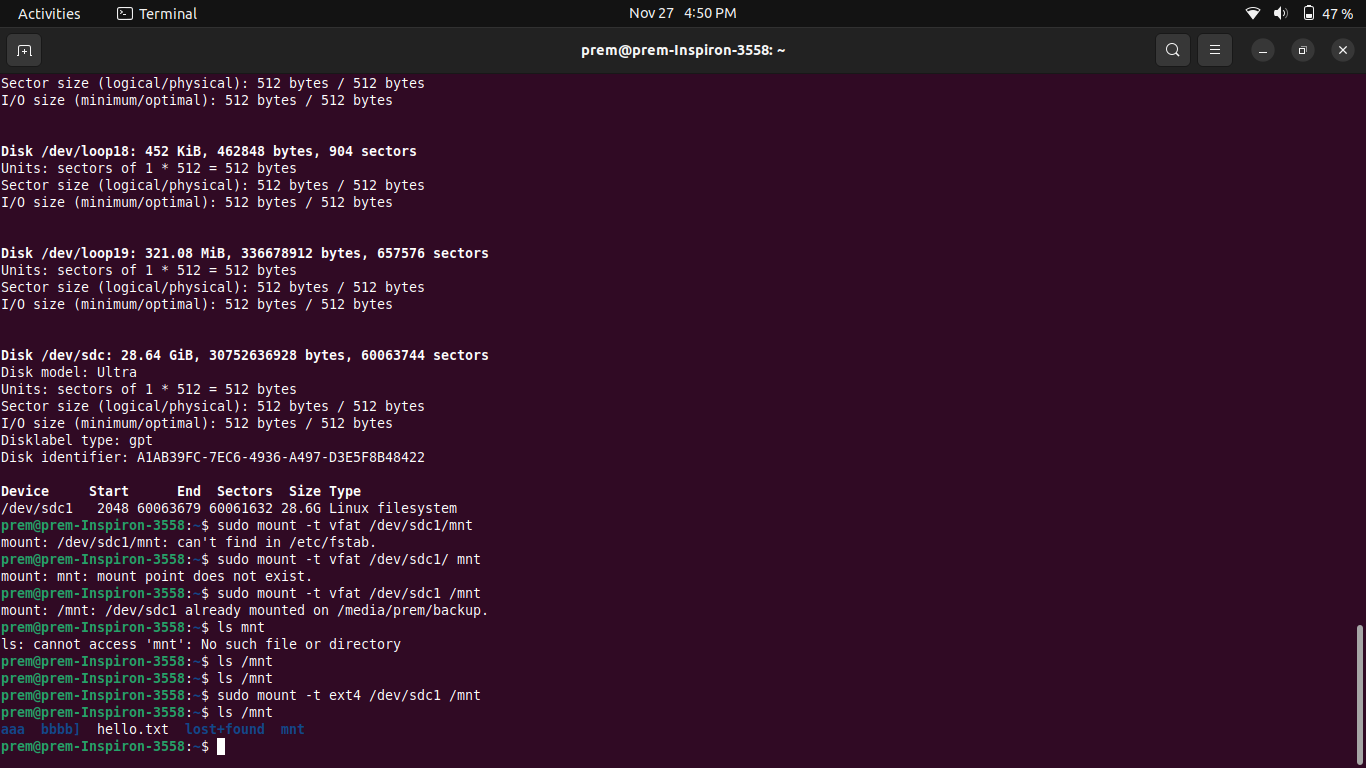 Activities Terminal Nov 27 4:50 PM 47 %
prem@prem-Inspiron-3558: ~
Sector size (logical/physical): 512 bytes / 512 bytes
I/O size (minimum/optimal): 512 bytes / 512 bytes
Disk /dev/loop18: 452 KiB, 462848 bytes, 904 sectors
Units: sectors of 1 * 512 = 512 bytes
Sector size (logical/physical): 512 bytes / 512 bytes
I/O size (minimum/optimal): 512 bytes / 512 bytes
Disk /dev/loop19: 321.08 MiB, 336678912 bytes, 657576 sectors
Units: sectors of 1 * 512 = 512 bytes
Sector size (logical/physical): 512 bytes / 512 bytes
I/O size (minimum/optimal): 512 bytes / 512 bytes
Disk /dev/sdc: 28.64 GiB, 30752636928 bytes, 60063744 sectors
Disk model: Ultra
Units: sectors of 1 * 512 = 512 bytes
Sector size (logical/physical): 512 bytes / 512 bytes
I/O size (minimum/optimal): 512 bytes / 512 bytes
Disklabel type: gpt
Disk identifier: A1AB39FC-7EC6-4936-A497-D3E5F8B48422
Device     Start      End  Sectors  Size Type
/dev/sdc1   2048 60063679 60061632 28.6G Linux filesystem
prem@prem-Inspiron-3558:~$ sudo mount -t vfat /dev/sdc1/mnt
mount: /dev/sdc1/mnt: can't find in /etc/fstab.
prem@prem-Inspiron-3558:~$ sudo mount -t vfat /dev/sdc1/ mnt
mount: mnt: mount point does not exist.
prem@prem-Inspiron-3558:~$ sudo mount -t vfat /dev/sdc1 /mnt
mount: /mnt: /dev/sdc1 already mounted on /media/prem/backup.
prem@prem-Inspiron-3558:~$ ls mnt
ls: cannot access 'mnt': No such file or directory
prem@prem-Inspiron-3558:~$ ls /mnt
prem@prem-Inspiron-3558:~$ ls /mnt
prem@prem-Inspiron-3558:~$ sudo mount -t ext4 /dev/sdc1 /mnt
prem@prem-Inspiron-3558:~$ ls /mnt
aaa  bbbb]  hello.txt  lost+found  mnt
prem@prem-Inspiron-3558:~$